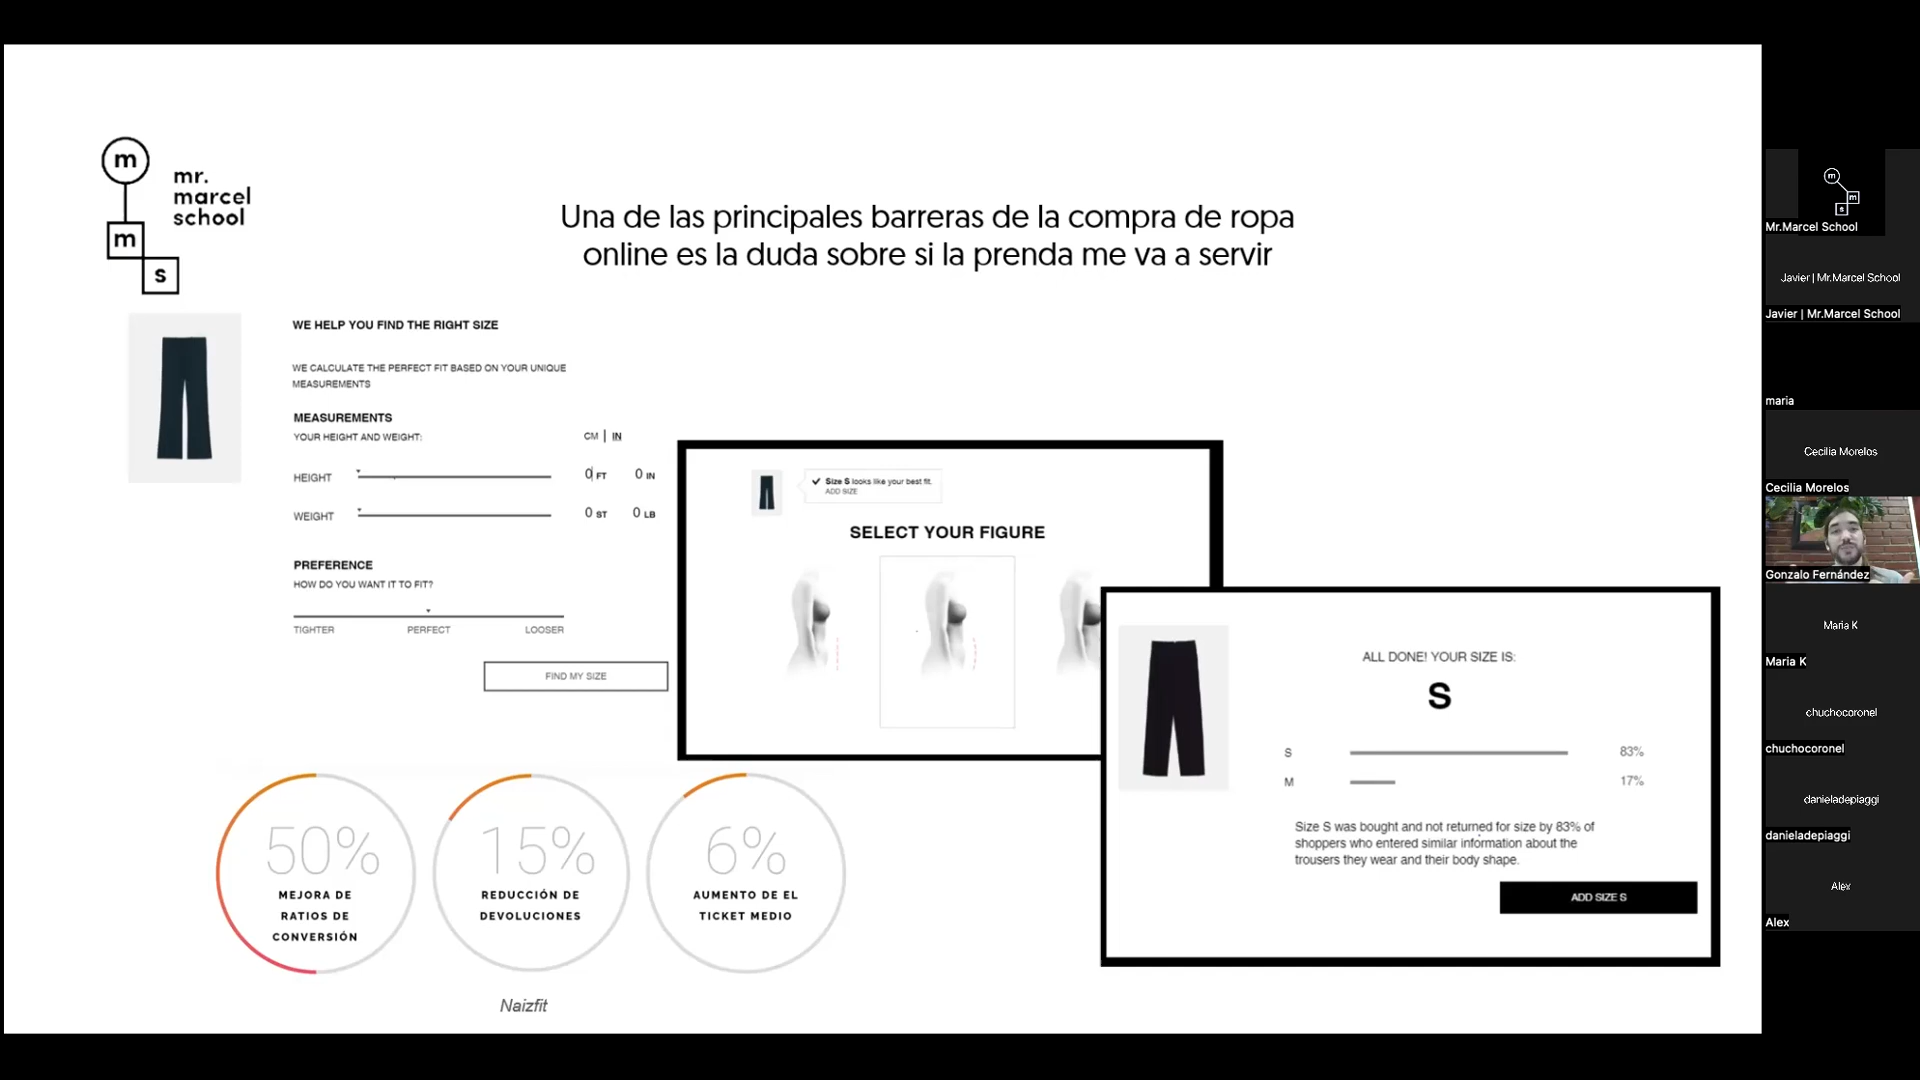 m
mr.
marcel
school
m
s
Una de las principales barreras de la compra de ropa
online es la duda sobre si la prenda me va a servir
WE HELP YOU FIND THE RIGHT SIZE
WE CALCULATE THE PERFECT FIT BASED ON YOUR UNIQUE
MEASUREMENTS
MEASUREMENTS
YOUR HEIGHT AND WEIGHT:
CM | IN
HEIGHT
0 FT 0 IN
WEIGHT
0 ST 0 LB
PREFERENCE
HOW DO YOU WANT IT TO FIT?
TIGHTER PERFECT LOOSER
FIND MY SIZE
Size S looks like your best fit.
ADD SIZE
SELECT YOUR FIGURE
ALL DONE! YOUR SIZE IS:
S
S 83%
M 17%
Size S was bought and not returned for size by 83% of
shoppers who entered similar information about the
trousers they wear and their body shape.
ADD SIZE S
50%
MEJORA DE
RATIOS DE
CONVERSIÓN
15%
REDUCCIÓN DE
DEVOLUCIONES
6%
AUMENTO DE EL
TICKET MEDIO
Naizfit
m
m
s
Mr.Marcel School
Javier | Mr.Marcel School
Javier | Mr.Marcel School
maria
Cecilia Morelos
Cecilia Morelos
Gonzalo Fernández
Maria K
Maria K
chuchocoronel
chuchocoronel
danieladepiaggi
danieladepiaggi
Alex
Alex